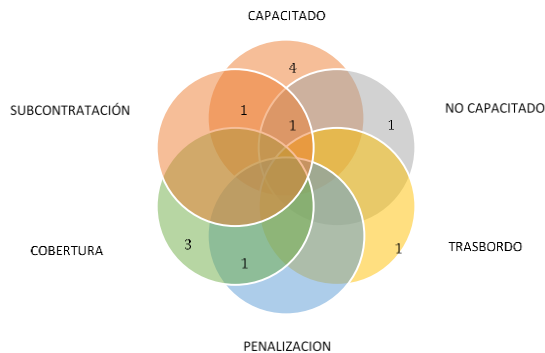 CAPACITADO
4
SUBCONTRATACIÓN
1
NO CAPACITADO
1
1
COBERTURA
3
1
TRASBORDO
1
PENALIZACION